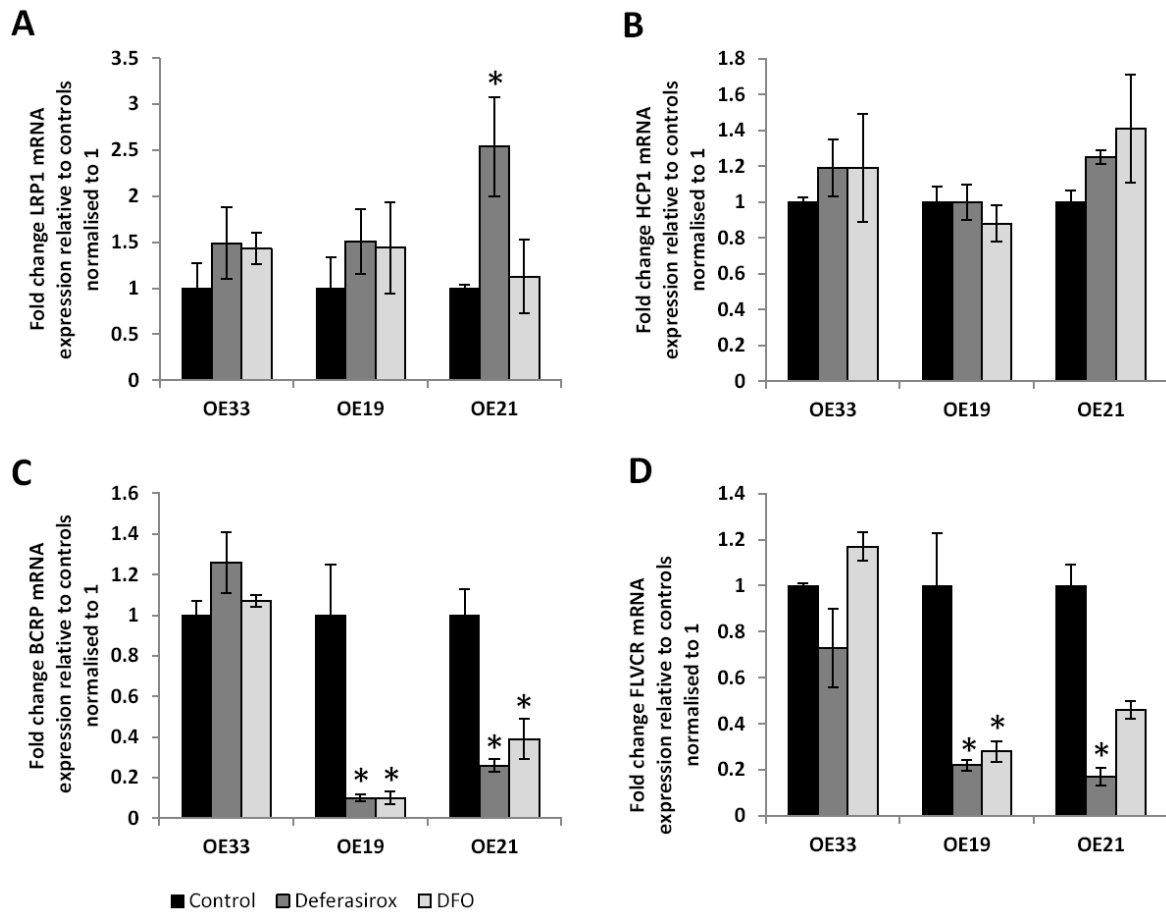 A
Fold change LRP1 mRNA
expression relative to controls
normalised to 1
3.5
3
2.5
2
1.5
1
0.5
0
*
OE33 OE19 OE21
B
Fold change HCP1 mRNA
expression relative to controls
normalised to 1
1.8
1.6
1.4
1.2
1
0.8
0.6
0.4
0.2
0
OE33 OE19 OE21
C
Fold change BCRP mRNA
expression relative to controls
normalised to 1
1.6
1.4
1.2
1
0.8
0.6
0.4
0.2
0
* * * *
OE33 OE19 OE21
D
Fold change FLVCR mRNA
expression relative to controls
normalised to 1
1.4
1.2
1
0.8
0.6
0.4
0.2
0
* * *
OE33 OE19 OE21
Control Deferasirox DFO